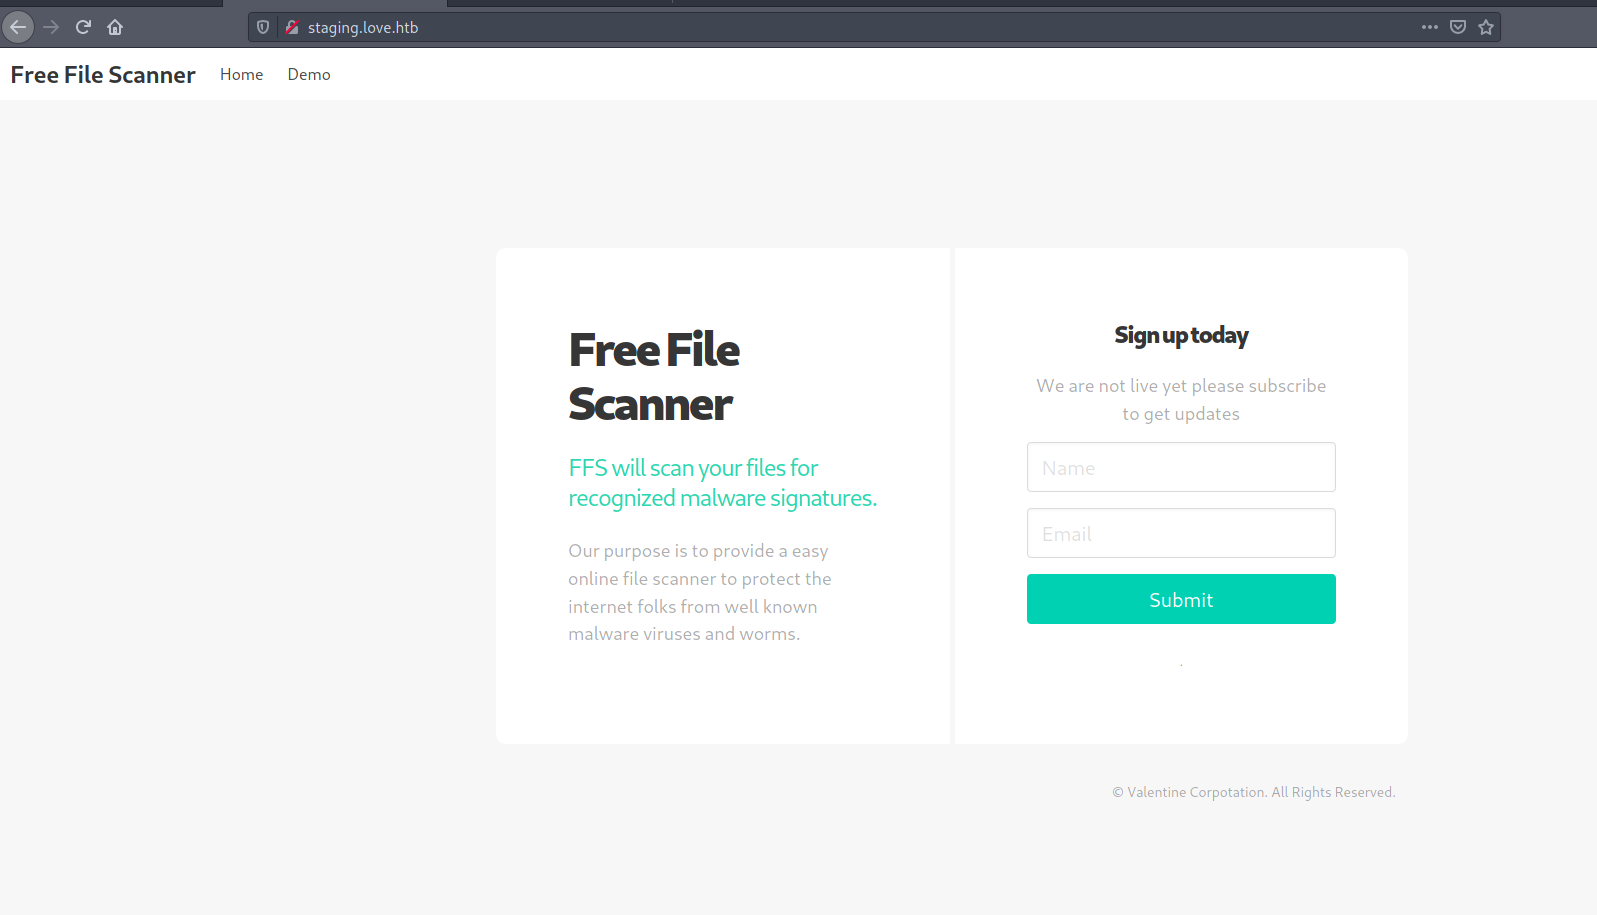 staging.love.htb
Free File Scanner Home Demo
Free File
Scanner
FFS will scan your files for
recognized malware signatures.
Our purpose is to provide a easy
online file scanner to protect the
internet folks from well known
malware viruses and worms.
Sign up today
We are not live yet please subscribe
to get updates
Name
Email
Submit
.
© Valentine Corpotation. All Rights Reserved.